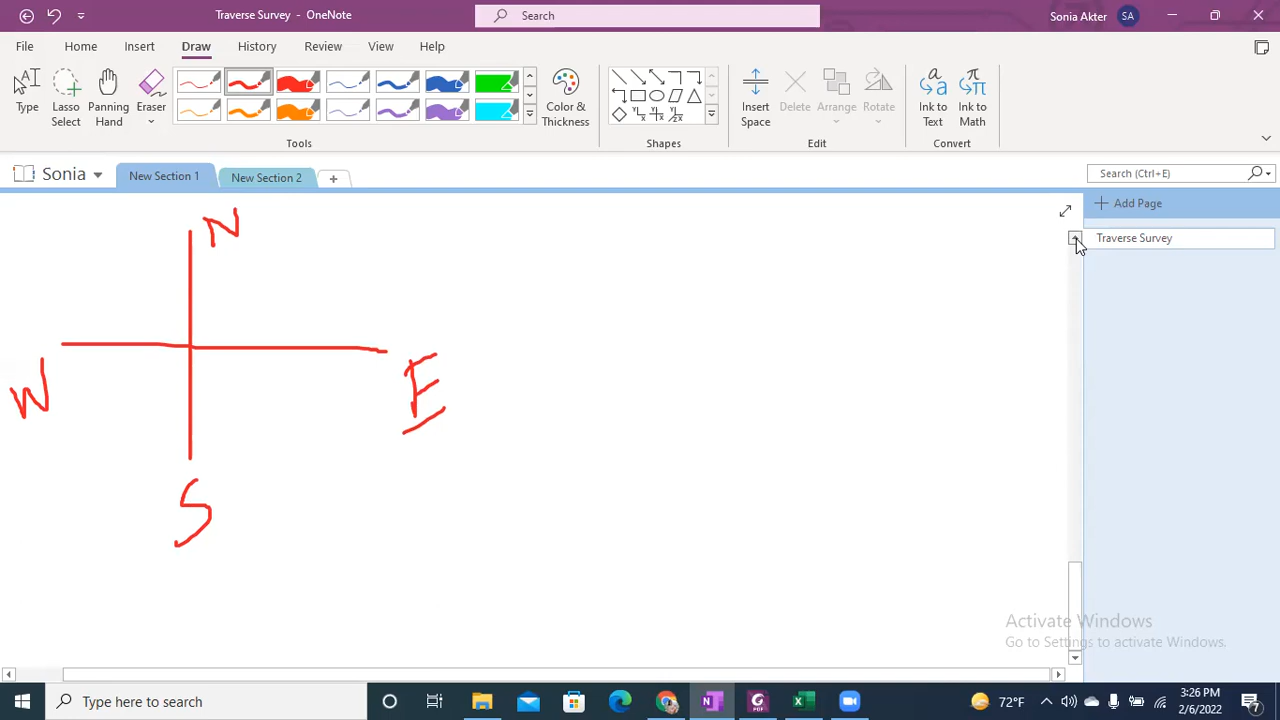 Traverse Survey - OneNote
Search
Sonia Akter
SA
File
Home
Insert
Draw
History
Review
View
Help
Type
Lasso
Select
Panning
Hand
Eraser
Color &
Thickness
Tools
Shapes
Insert
Space
Delete
Arrange
Rotate
Edit
Ink to
Text
Ink to
Math
Convert
Sonia
New Section 1
New Section 2
Search (Ctrl+E)
Add Page
Traverse Survey
N
W
E
S
Activate Windows
Go to Settings to activate Windows.
Type here to search
72°F
3:26 PM
2/6/2022
7